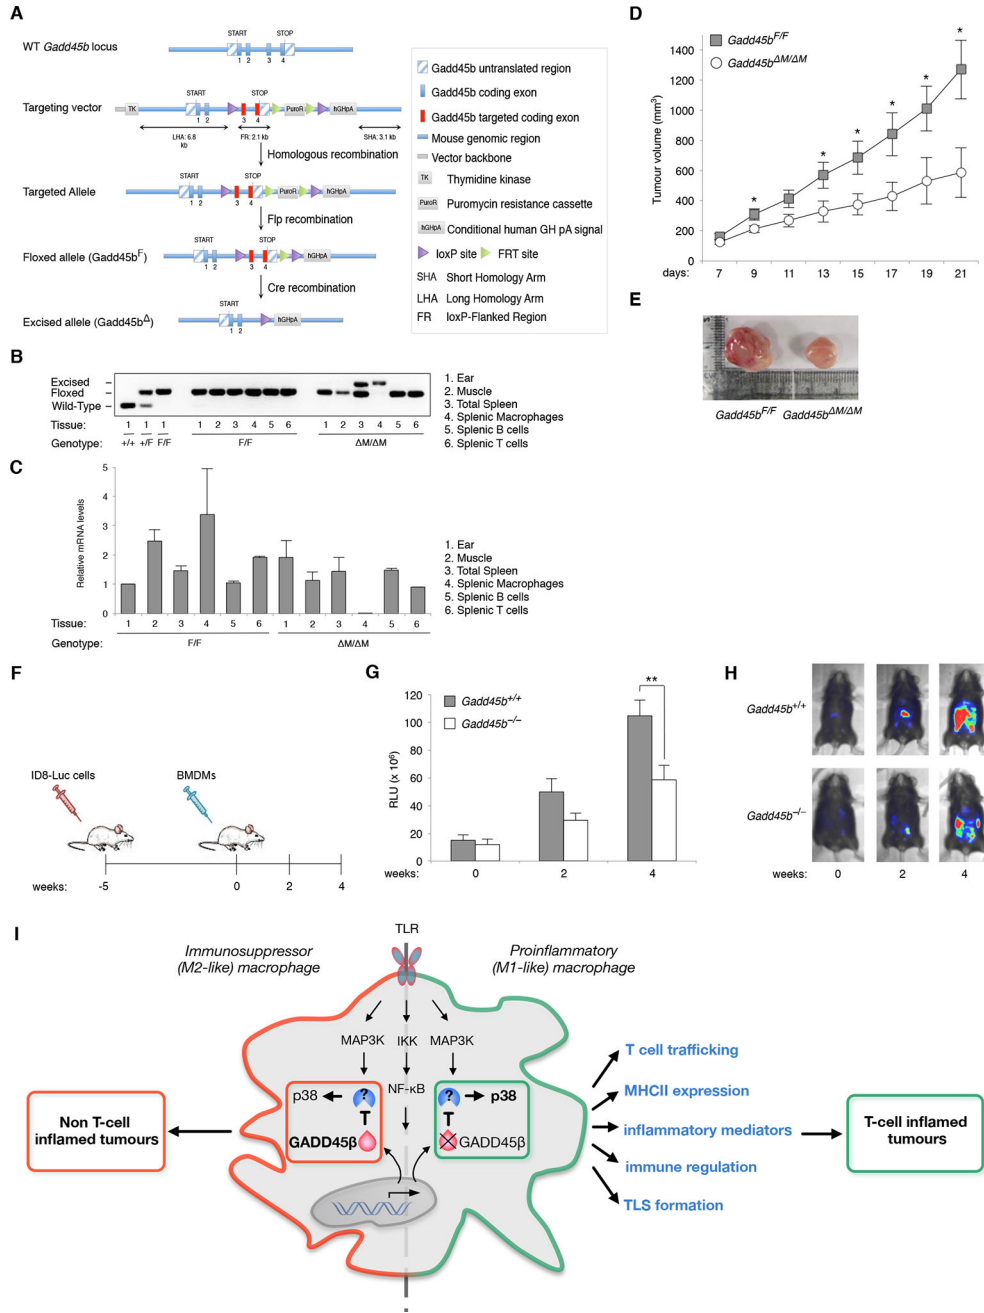 A
WT Gadd45b locus
START
STOP
1 2 3 4
Targeting vector
START
STOP
TK
PuroR
hGHpA
1 2
3 4
LHA: 6.8 kb
FR: 2.1 kb
SHA: 3.1 kb
Homologous recombination
Targeted Allele
START
STOP
PuroR
hGHpA
1 2
3 4
Flp recombination
Floxed allele (Gadd45b^F)
START
STOP
hGHpA
1 2
3 4
Cre recombination
Excised allele (Gadd45b^Δ)
START
hGHpA
1 2
Gadd45b untranslated region
Gadd45b coding exon
Gadd45b targeted coding exon
Mouse genomic region
Vector backbone
TK Thymidine kinase
PuroR Puromycin resistance cassette
hGHpA Conditional human GH pA signal
loxP site FRT site
SHA Short Homology Arm
LHA Long Homology Arm
FR loxP-Flanked Region
B
Excised –
Floxed –
Wild-Type –
Tissue: 1 1 1 1 2 3 4 5 6 1 2 3 4 5 6
Genotype: +/+ +/F F/F F/F ΔM/ΔM
1. Ear
2. Muscle
3. Total Spleen
4. Splenic Macrophages
5. Splenic B cells
6. Splenic T cells
C
Relative mRNA levels
5
4
3
2
1
0
Tissue: 1 2 3 4 5 6 1 2 3 4 5 6
Genotype: F/F ΔM/ΔM
1. Ear
2. Muscle
3. Total Spleen
4. Splenic Macrophages
5. Splenic B cells
6. Splenic T cells
D
Gadd45b^F/F
Gadd45b^ΔM/ΔM
Tumour volume (mm³)
1400
1200
1000
800
600
400
200
0
* * * * * *
days: 7 9 11 13 15 17 19 21
E
Gadd45b^F/F Gadd45b^ΔM/ΔM
F
ID8-Luc cells
BMDMs
weeks: -5 0 2 4
G
Gadd45b^+/+
Gadd45b^−/−
**
RLU (x 10⁶)
120
100
80
60
40
20
0
weeks: 0 2 4
H
Gadd45b^+/+
Gadd45b^−/−
weeks: 0 2 4
I
TLR
Immunosuppressor
(M2-like) macrophage
Proinflammatory
(M1-like) macrophage
MAP3K IKK MAP3K
p38 ? NF-κB ? p38
GADD45β GADD45β
Non T-cell
inflamed tumours
T cell trafficking
MHCII expression
inflammatory mediators
immune regulation
TLS formation
T-cell inflamed
tumours